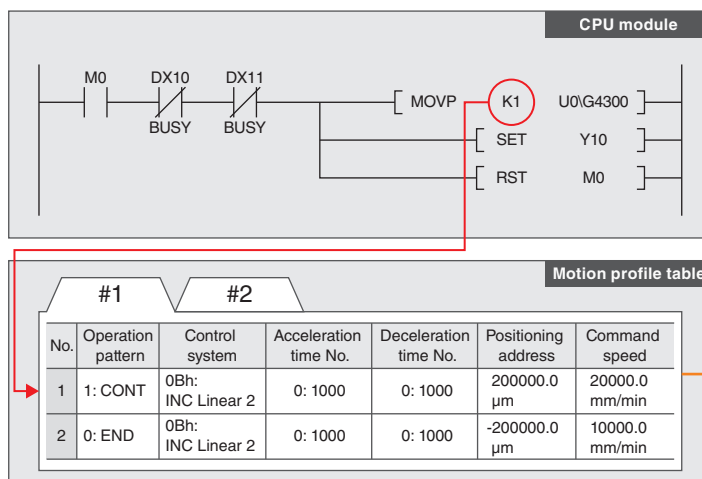 CPU module
M0 DX10 DX11
MOVP K1 U0\G4300
BUSY BUSY
SET Y10
RST M0
Motion profile table
#1 #2
No. Operation pattern Control system Acceleration time No. Deceleration time No. Positioning address Command speed
1 1: CONT 0Bh: INC Linear 2 0: 1000 0: 1000 200000.0 µm 20000.0 mm/min
2 0: END 0Bh: INC Linear 2 0: 1000 0: 1000 -200000.0 µm 10000.0 mm/min